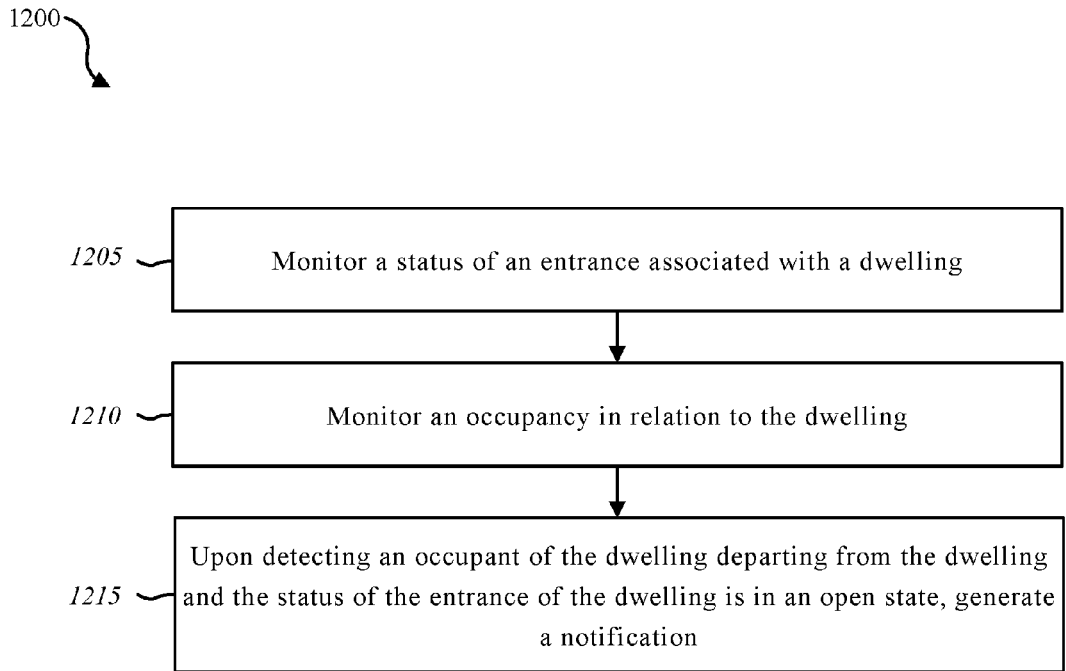 1200
1205
Monitor a status of an entrance associated with a dwelling
1210
Monitor an occupancy in relation to the dwelling
Upon detecting an occupant of the dwelling departing from the dwelling
1215
and the status of the entrance of the dwelling is in an open state, generate
a notification